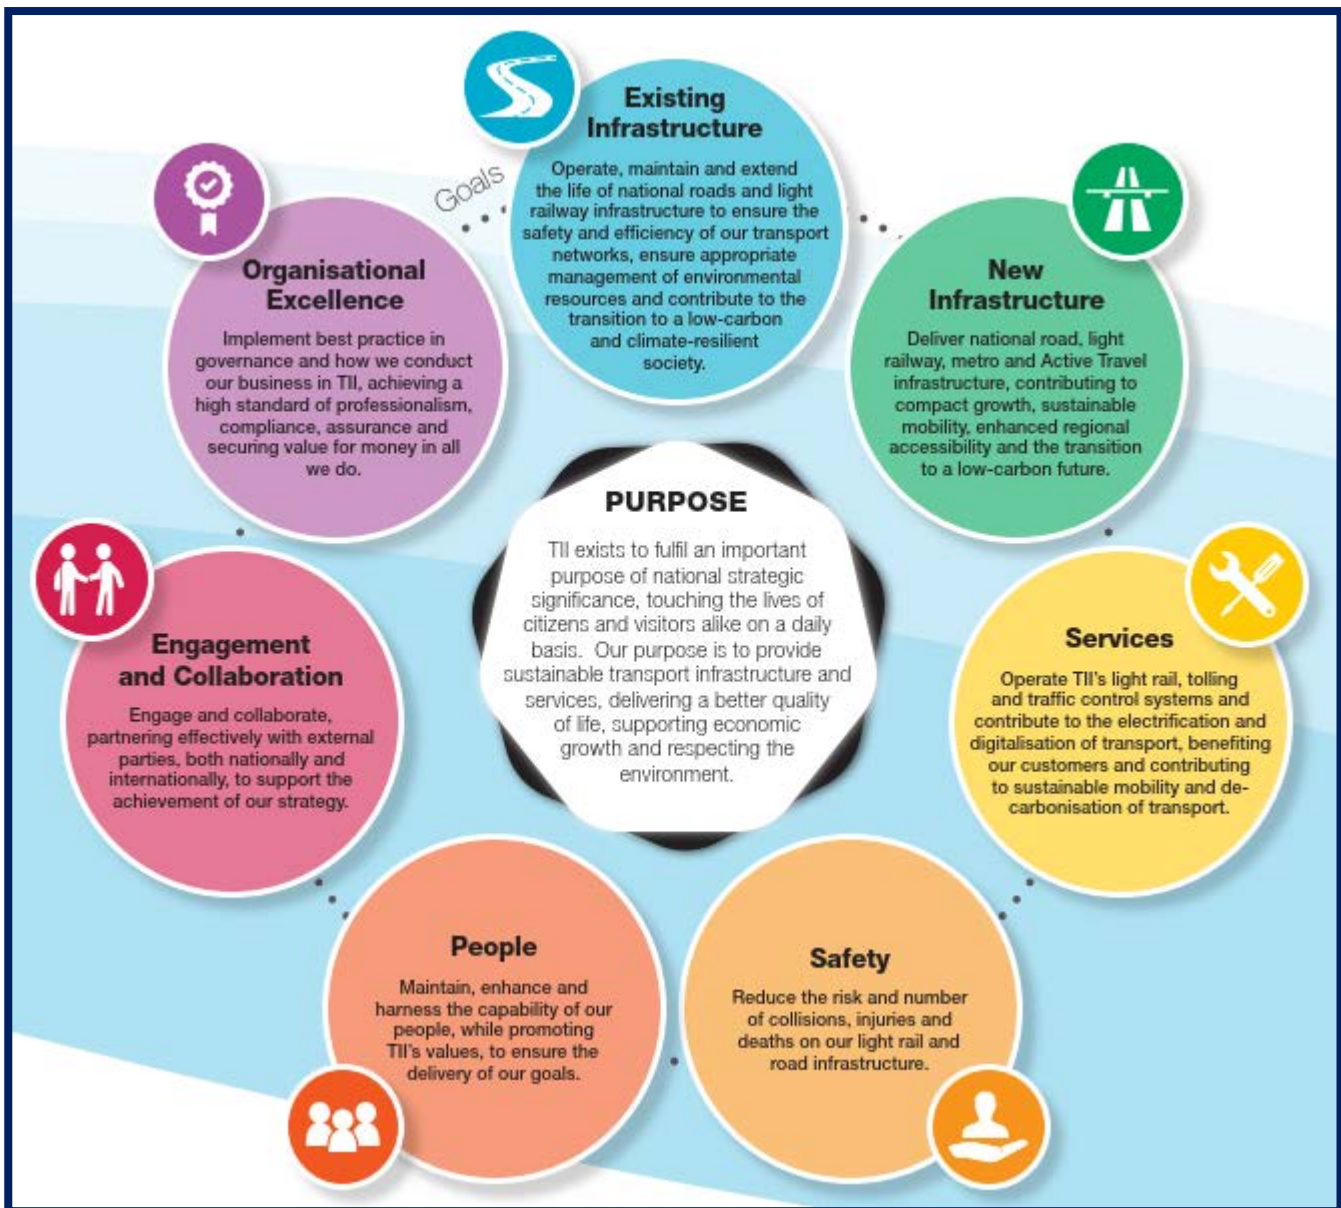 Goals
Existing
Infrastructure
Operate, maintain and extend
the life of national roads and light
railway infrastructure to ensure the
safety and efficiency of our transport
networks, ensure appropriate
management of environmental
resources and contribute to the
transition to a low-carbon
and climate-resilient
society.
New
Infrastructure
Deliver national road, light
railway, metro and Active Travel
infrastructure, contributing to
compact growth, sustainable
mobility, enhanced regional
accessibility and the transition
to a low-carbon future.
Services
Operate TII's light rail, tolling
and traffic control systems and
contribute to the electrification and
digitalisation of transport, benefiting
our customers and contributing
to sustainable mobility and de-
carbonisation of transport.
Safety
Reduce the risk and number
of collisions, injuries and
deaths on our light rail and
road infrastructure.
People
Maintain, enhance and
harness the capability of our
people, while promoting
TII's values, to ensure the
delivery of our goals.
Engagement
and Collaboration
Engage and collaborate,
partnering effectively with external
parties, both nationally and
internationally, to support the
achievement of our strategy.
Organisational
Excellence
Implement best practice in
governance and how we conduct
our business in TII, achieving a
high standard of professionalism,
compliance, assurance and
securing value for money in all
we do.
PURPOSE
TII exists to fulfil an important
purpose of national strategic
significance, touching the lives of
citizens and visitors alike on a daily
basis. Our purpose is to provide
sustainable transport infrastructure and
services, delivering a better quality
of life, supporting economic
growth and respecting the
environment.